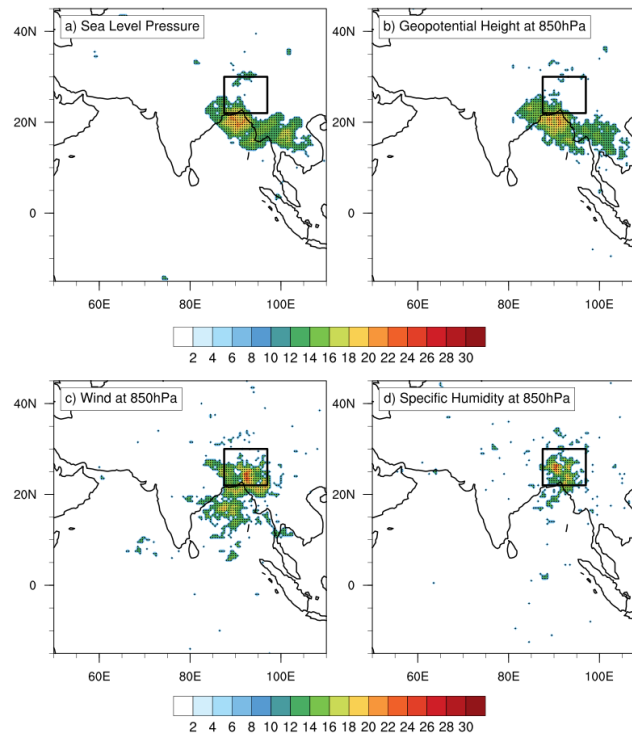 a) Sea Level Pressure
b) Geopotential Height at 850hPa
40N
20N
0
60E 80E 100E
40N
20N
0
60E 80E 100E
2 4 6 8 10 12 14 16 18 20 22 24 26 28 30
c) Wind at 850hPa
d) Specific Humidity at 850hPa
40N
20N
0
60E 80E 100E
40N
20N
0
60E 80E 100E
2 4 6 8 10 12 14 16 18 20 22 24 26 28 30